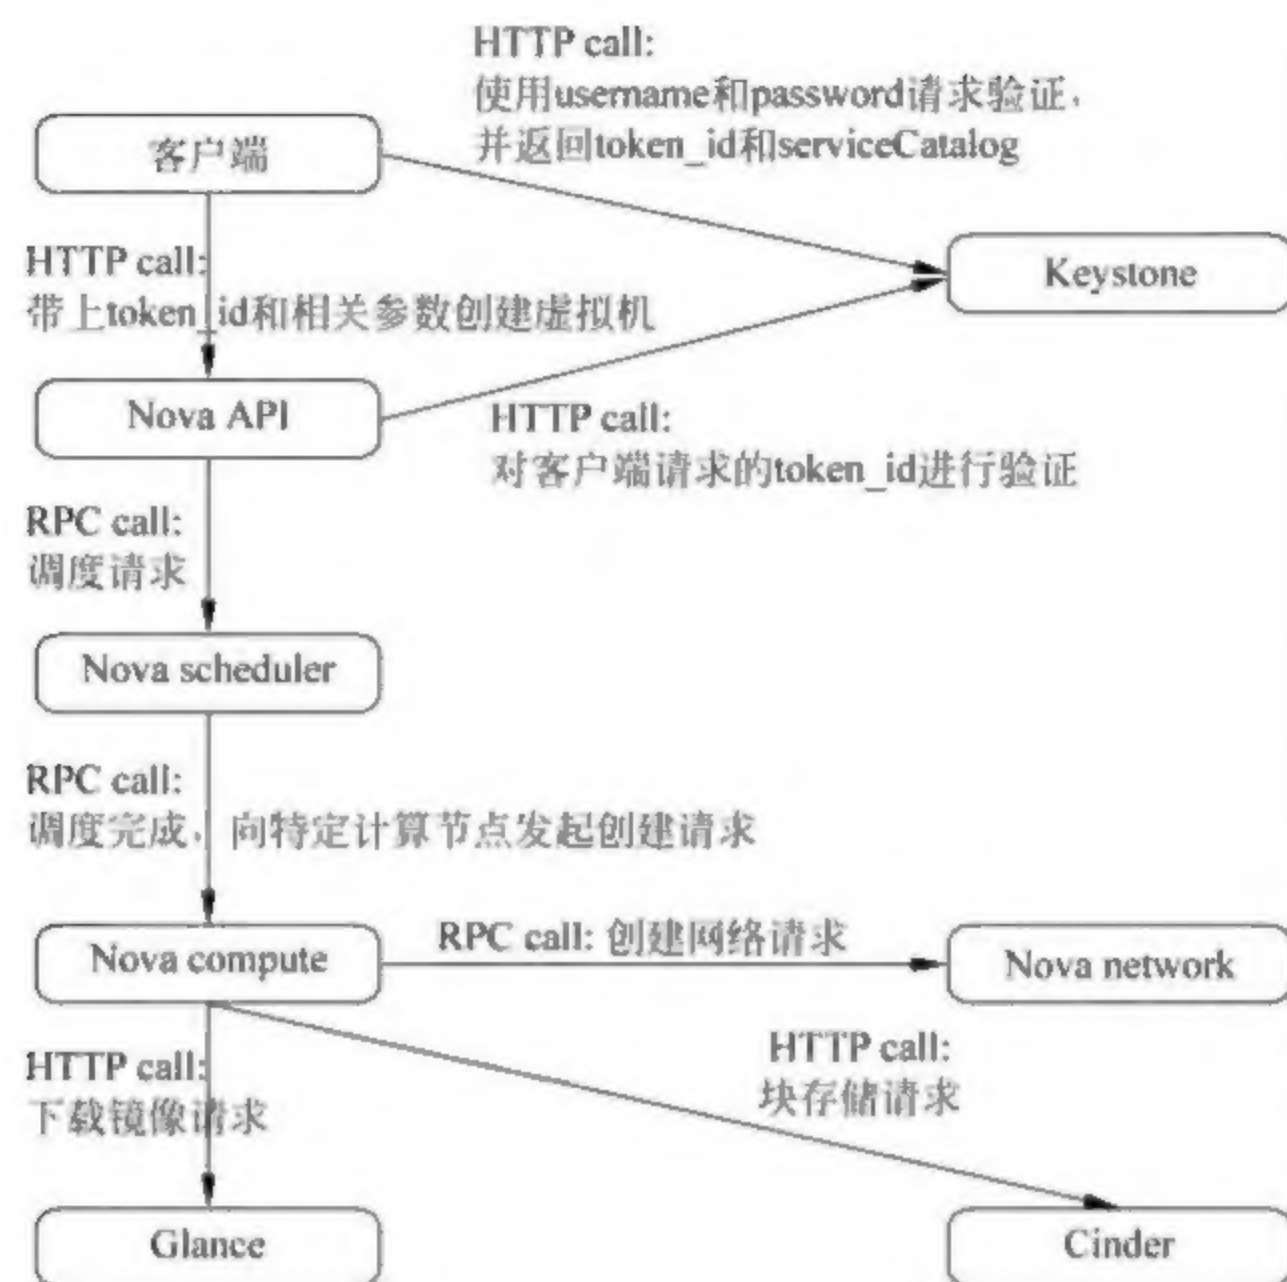 HTTP call:
使用username和password请求验证，
并返回token_id和serviceCatalog
客户端
HTTP call:
带上token_id和相关参数创建虚拟机
Keystone
Nova API
HTTP call:
对客户端请求的token_id进行验证
RPC call:
调度请求
Nova scheduler
RPC call:
调度完成，向特定计算节点发起创建请求
Nova compute
RPC call: 创建网络请求
Nova network
HTTP call:
下载镜像请求
HTTP call:
块存储请求
Glance
Cinder